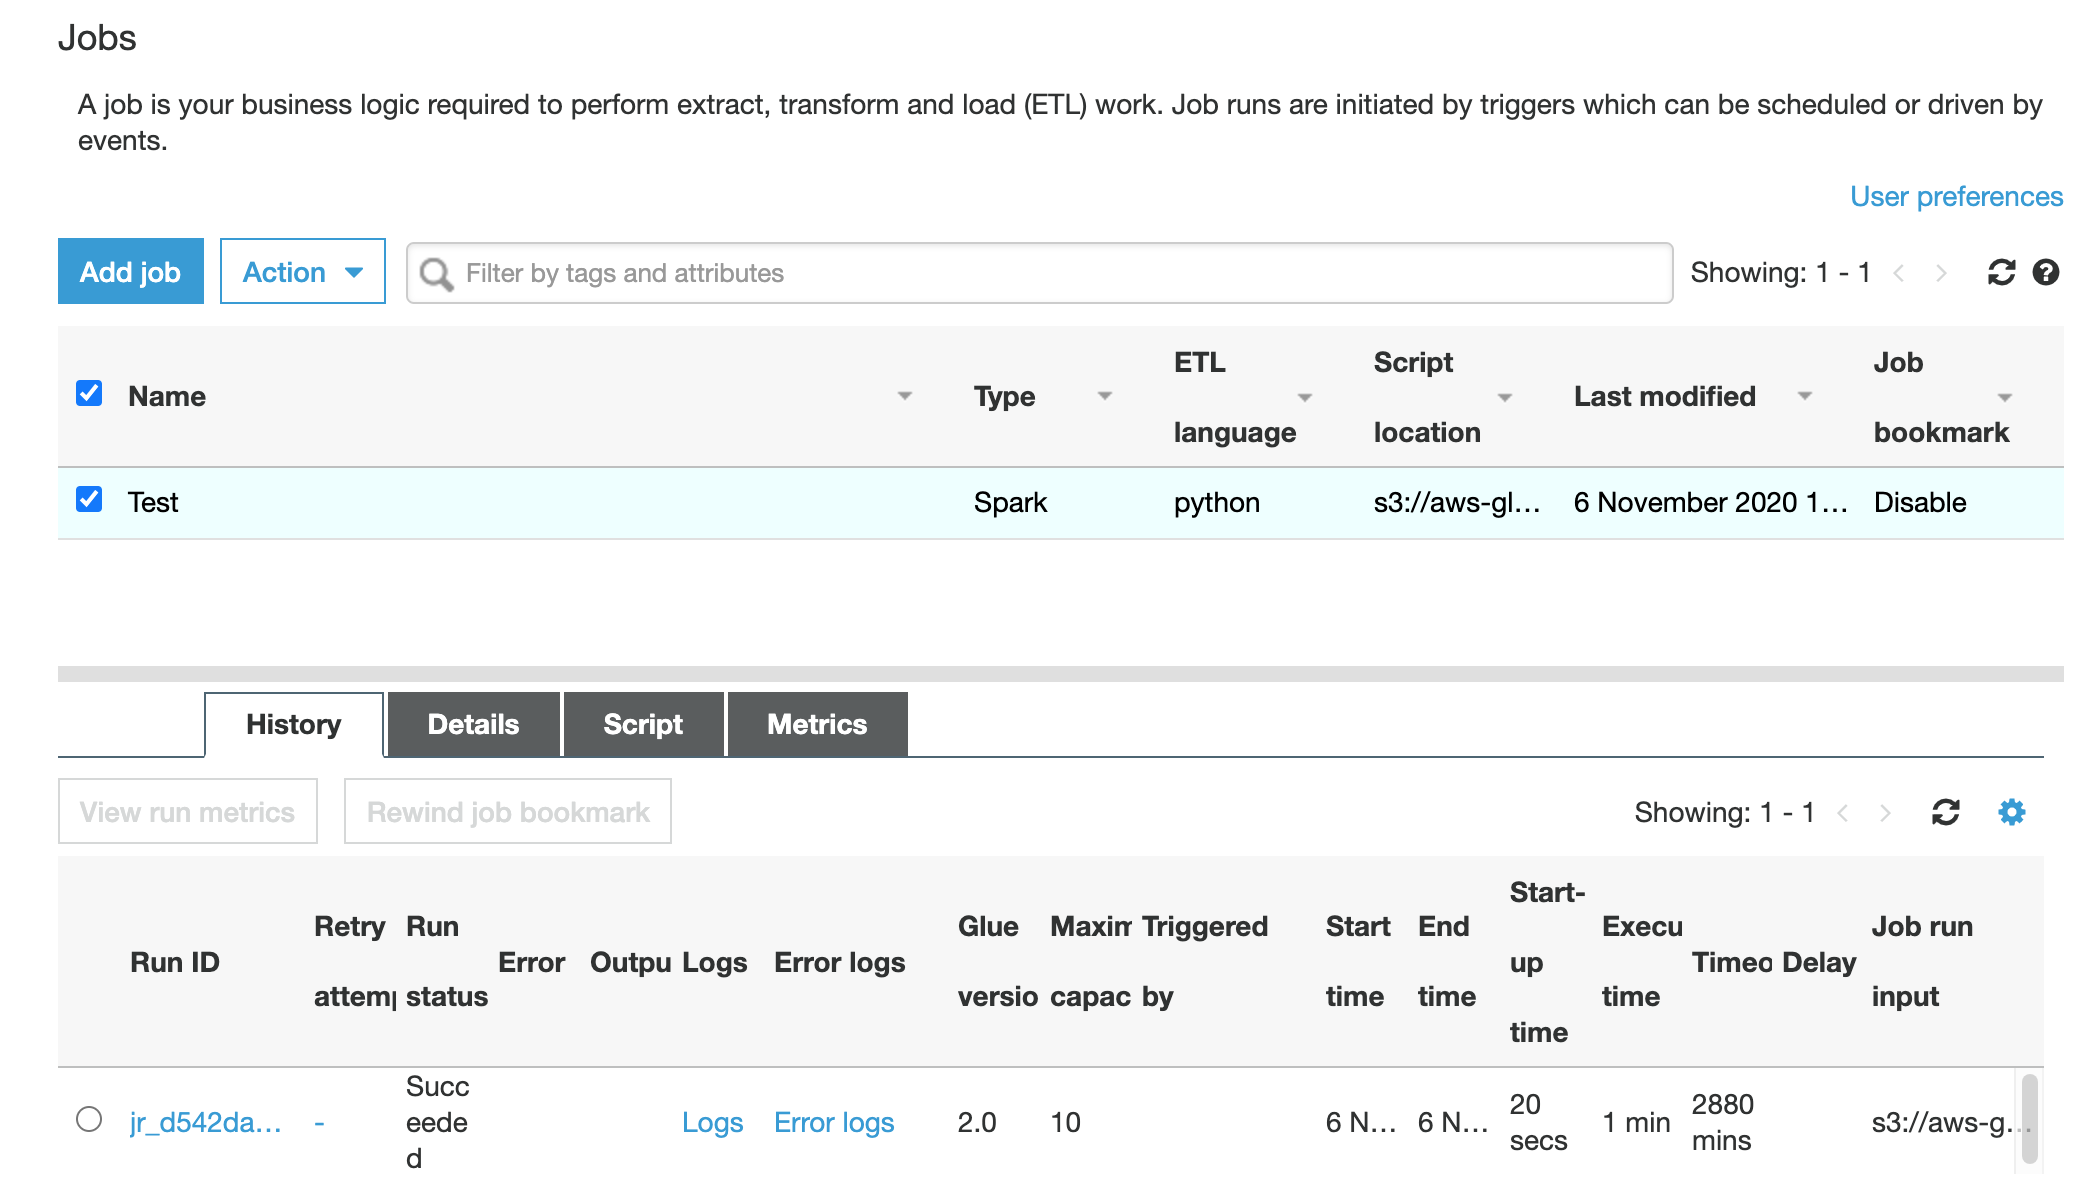 Jobs
A job is your business logic required to perform extract, transform and load (ETL) work. Job runs are initiated by triggers which can be scheduled or driven by
events.
User preferences
Add job Action Filter by tags and attributes Showing: 1 - 1
Name Type ETL language Script location Last modified Job bookmark
Test Spark python s3://aws-gl... 6 November 2020 1... Disable
History Details Script Metrics
View run metrics Rewind job bookmark Showing: 1 - 1
Run ID Retry attemp Run status Error Outpu Logs Error logs Glue versio Maxim capac Triggered by Start time End time Start-up time Execu time Timeo Delay Job run input
jr_d542da... - Succeeded Logs Error logs 2.0 10 6 N... 6 N... 20 secs 1 min 2880 mins s3://aws-g...